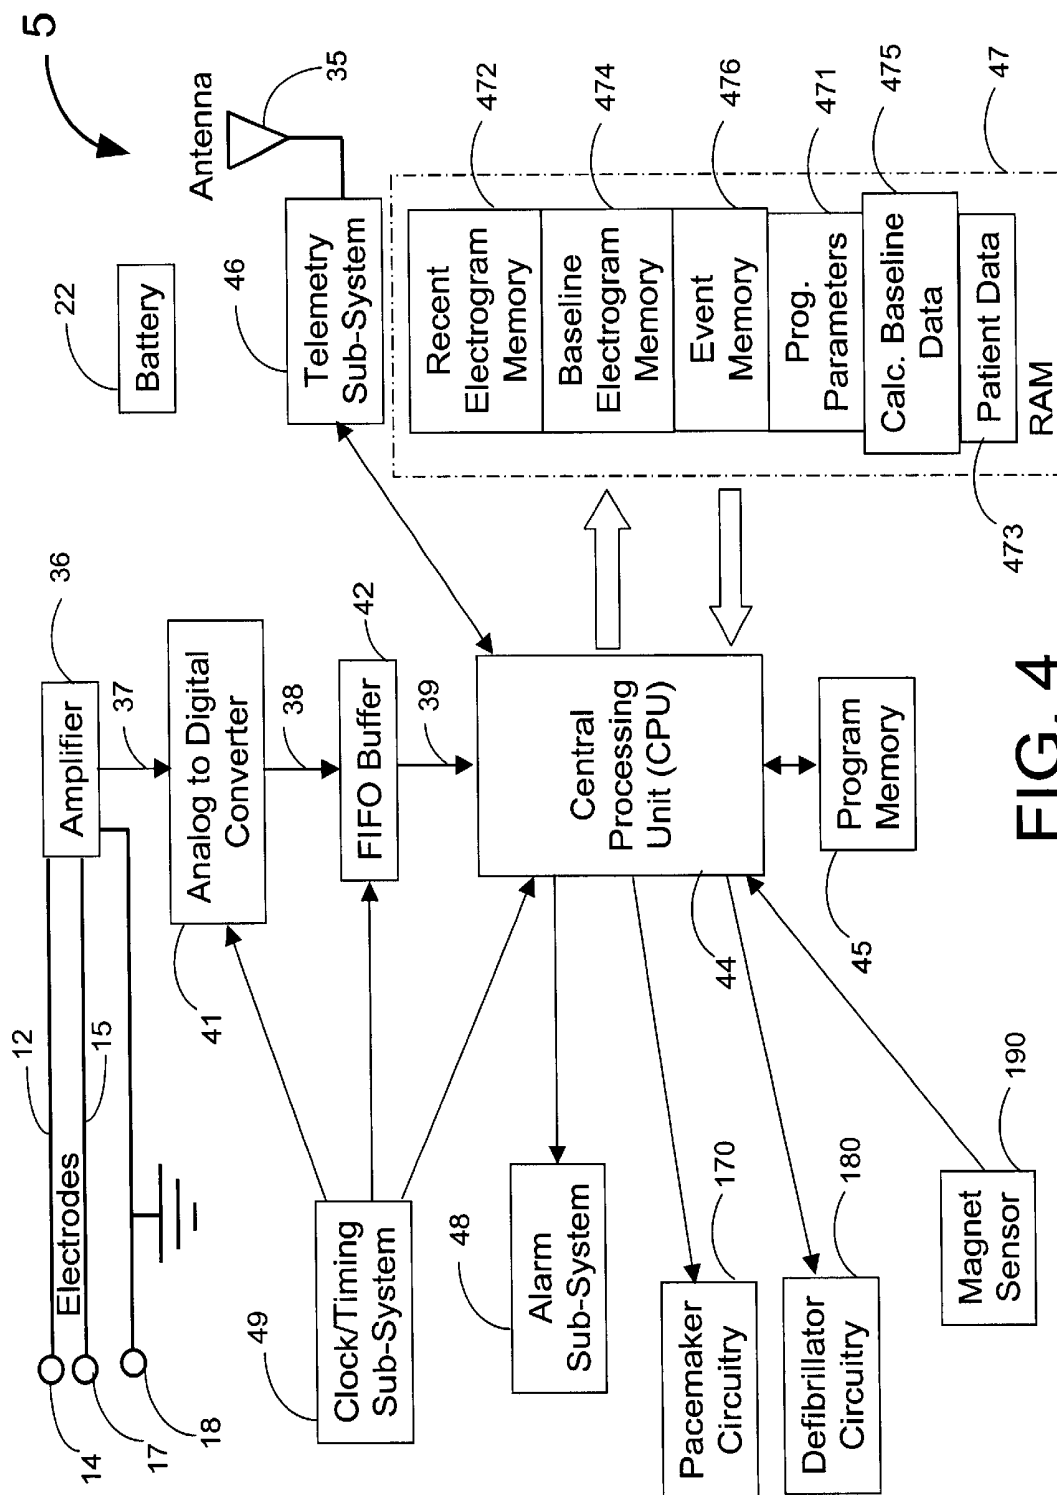 5
12
Electrodes
15
14
17
18
Amplifier
36
37
Analog to Digital
Converter
41
38
FIFO Buffer
42
39
22
Battery
Antenna
35
46
Telemetry
Sub-System
49
Clock/Timing
Sub-System
48
Alarm
Sub-System
Central
Processing
Unit (CPU)
44
Recent
Electrogram
Memory
472
Baseline
Electrogram
Memory
474
Event
Memory
476
Prog.
Parameters
471
Calc. Baseline
Data
475
Patient Data
473
RAM
47
Pacemaker
Circuitry
170
Defibrillator
Circuitry
180
Magnet
Sensor
190
Program
Memory
45
FIG. 4